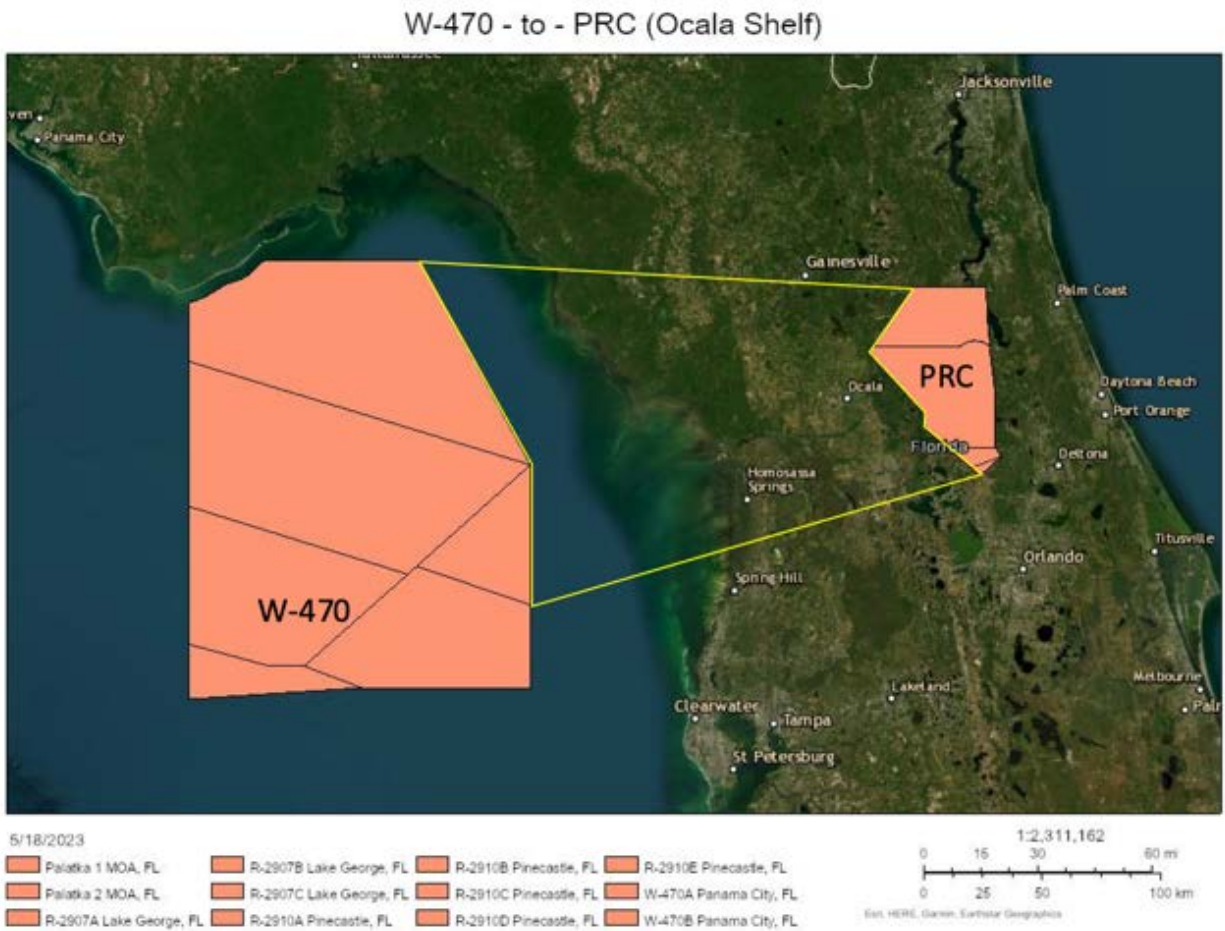 W-470 - to - PRC (Ocala Shelf)
Jacksonville
Panama City
Gainesville
Palm Coast
PRC
Ocala
Daytona Beach
Port Orange
Florida
Deltona
Homosassa
Springs
Titusville
Orlando
Spring Hill
W-470
Melbourne
Lakeland
Palr
Clearwater
Tampa
St Petersburg
5/18/2023
1:2,311,162
0 15 30 60 mi
0 25 50 100 km
Palatka 1 MOA, FL R-2907B Lake George, FL R-2910B Pinecastle, FL R-2910E Pinecastle, FL
Palatka 2 MOA, FL R-2907C Lake George, FL R-2910C Pinecastle, FL W-470A Panama City, FL
R-2907A Lake George, FL R-2910A Pinecastle, FL R-2910D Pinecastle, FL W-470B Panama City, FL
Esri, HERE, Garmin, Earthstar Geographics